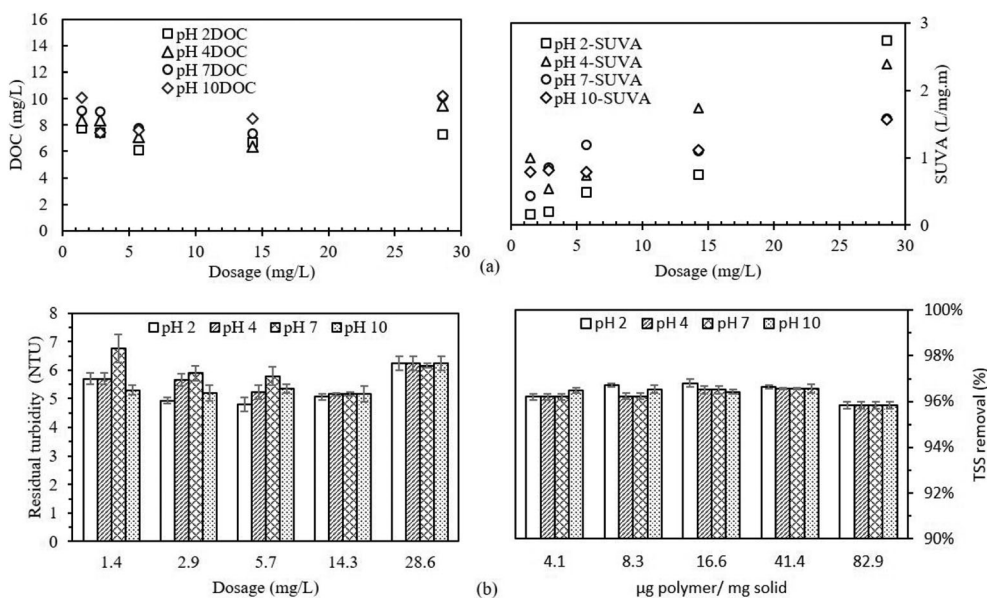 16
14
12
10
8
6
4
2
0
DOC (mg/L)
pH 2DOC
pH 4DOC
pH 7DOC
pH 10DOC
0 5 10 15 20 25 30
Dosage (mg/L)
pH 2-SUVA
pH 4-SUVA
pH 7-SUVA
pH 10-SUVA
3
2
1
0
SUVA (L/mg.m)
0 5 10 15 20 25 30
Dosage (mg/L)
(a)
8
7
6
5
4
3
2
1
0
Residual turbidity (NTU)
pH 2 pH 4 pH 7 pH 10
1.4 2.9 5.7 14.3 28.6
Dosage (mg/L)
pH 2 pH 4 pH 7 pH 10
100%
98%
96%
94%
92%
90%
TSS removal (%)
4.1 8.3 16.6 41.4 82.9
µg polymer/ mg solid
(b)